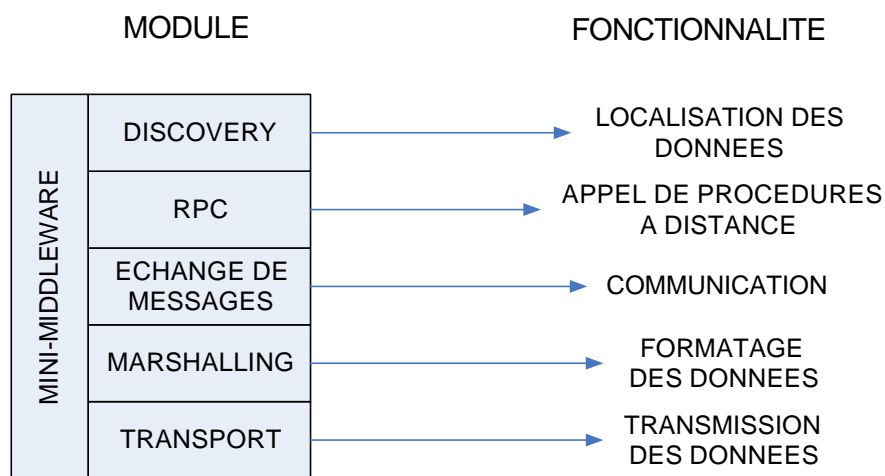 MODULE
FONCTIONNALITE
MINI-MIDDLEWARE
DISCOVERY
LOCALISATION DES
DONNEES
RPC
APPEL DE PROCEDURES
A DISTANCE
ECHANGE DE
MESSAGES
COMMUNICATION
MARSHALLING
FORMATAGE
DES DONNEES
TRANSPORT
TRANSMISSION
DES DONNEES